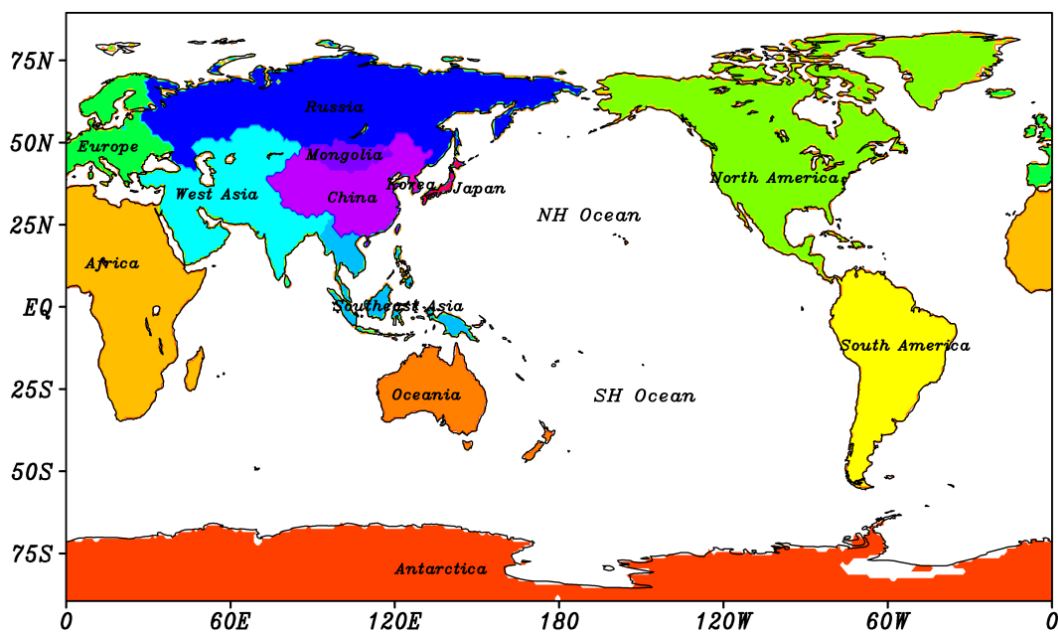 75N
Russia
50N
Europe
Mongolia
North America
West Asia
China
Korea
Japan
25N
NH Ocean
Africa
EQ
Southeast Asia
South America
25S
Oceania
SH Ocean
50S
75S
Antarctica
0
60E
120E
180
120W
60W
0